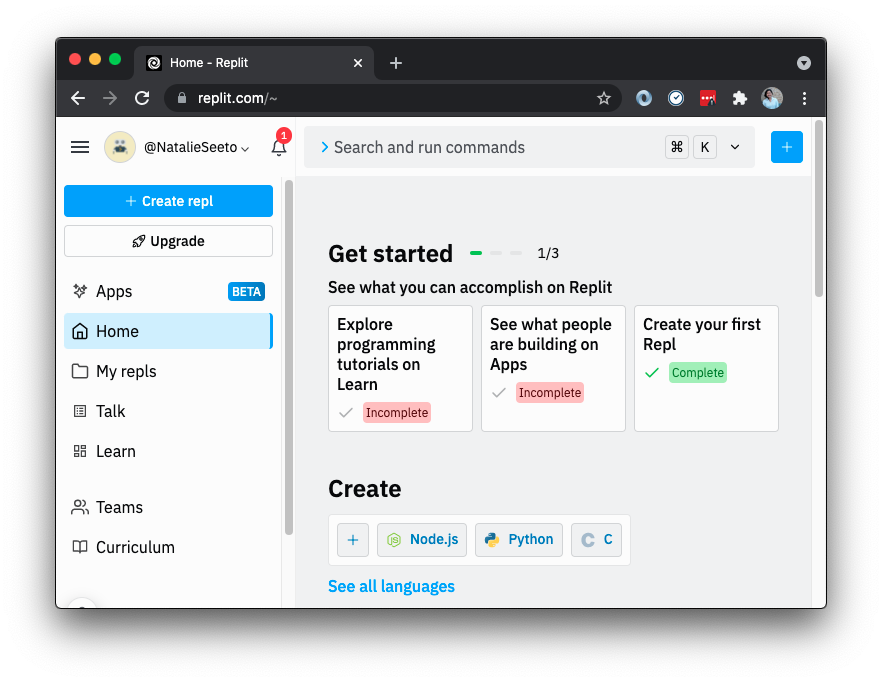 Home - Replit
replit.com/~
@NatalieSeeto
1
Search and run commands
⌘ K
+
+ Create repl
Upgrade
Apps BETA
Home
My repls
Talk
Learn
Teams
Curriculum
Get started 1/3
See what you can accomplish on Replit
Explore
programming
tutorials on
Learn
Incomplete
See what people
are building on
Apps
Incomplete
Create your first
Repl
Complete
Create
+ Node.js Python C C
See all languages